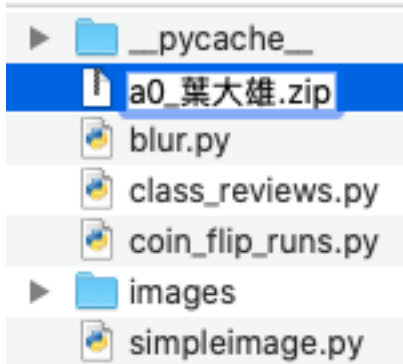 __pycache__
a0_葉大雄.zip
blur.py
class_reviews.py
coin_flip_runs.py
images
simpleimage.py